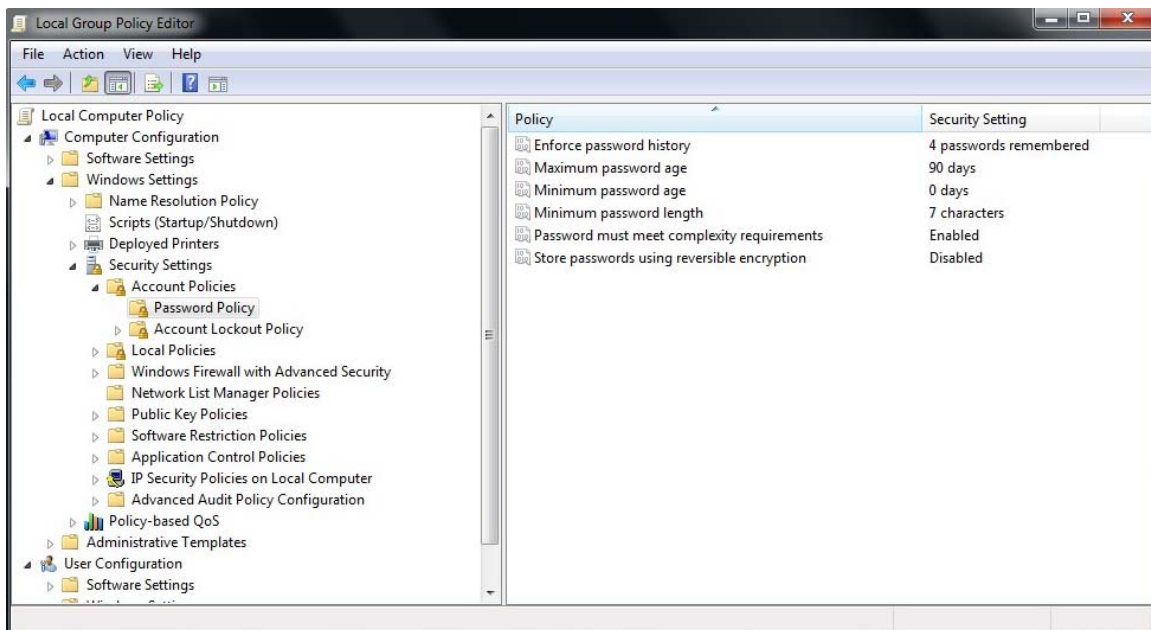 Local Group Policy Editor
File Action View Help
Local Computer Policy
Computer Configuration
Software Settings
Windows Settings
Name Resolution Policy
Scripts (Startup/Shutdown)
Deployed Printers
Security Settings
Account Policies
Password Policy
Account Lockout Policy
Local Policies
Windows Firewall with Advanced Security
Network List Manager Policies
Public Key Policies
Software Restriction Policies
Application Control Policies
IP Security Policies on Local Computer
Advanced Audit Policy Configuration
Policy-based QoS
Administrative Templates
User Configuration
Software Settings
Policy Security Setting
Enforce password history 4 passwords remembered
Maximum password age 90 days
Minimum password age 0 days
Minimum password length 7 characters
Password must meet complexity requirements Enabled
Store passwords using reversible encryption Disabled